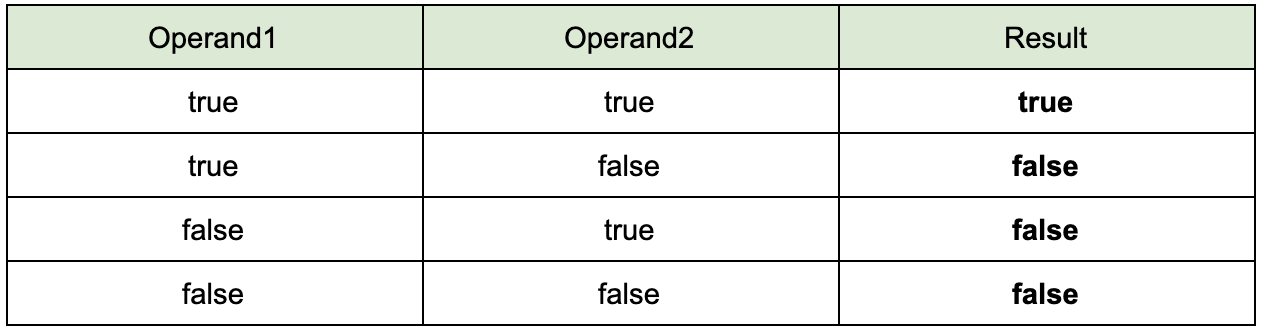 Operand1 Operand2 Result
true true true
true false false
false true false
false false false